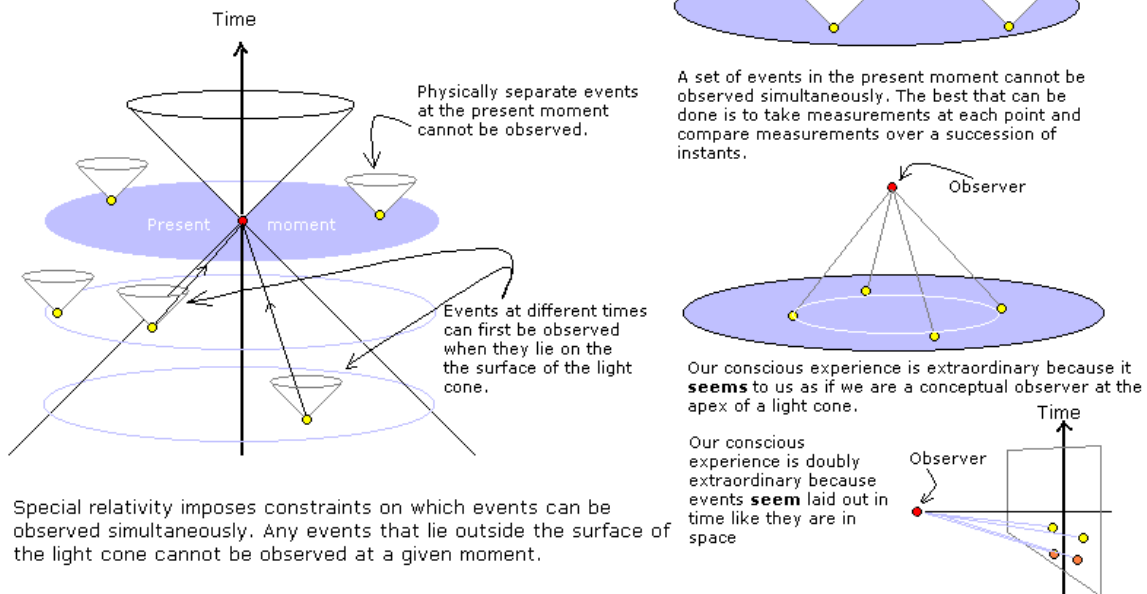 Time
Physically separate events
at the present moment
cannot be observed.
Present moment
Events at different times
can first be observed
when they lie on the
the surface of the light
cone.
Special relativity imposes constraints on which events can be
observed simultaneously. Any events that lie outside the surface of
the light cone cannot be observed at a given moment.
A set of events in the present moment cannot be
observed simultaneously. The best that can be
done is to take measurements at each point and
compare measurements over a succession of
instants.
Observer
Our conscious experience is extraordinary because it
seems to us as if we are a conceptual observer at the
apex of a light cone.
Time
Our conscious
experience is doubly
extraordinary because
events seem laid out in
time like they are in
space
Observer